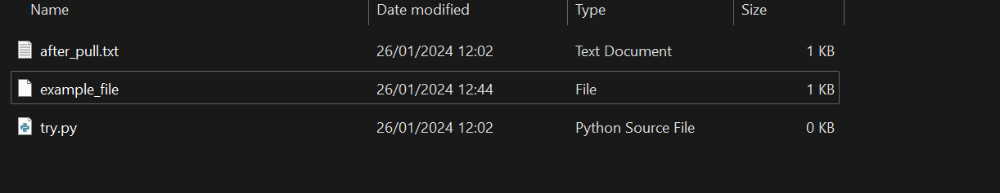 Name Date modified Type Size
after_pull.txt 26/01/2024 12:02 Text Document 1 KB
example_file 26/01/2024 12:44 File 1 KB
try.py 26/01/2024 12:02 Python Source File 0 KB